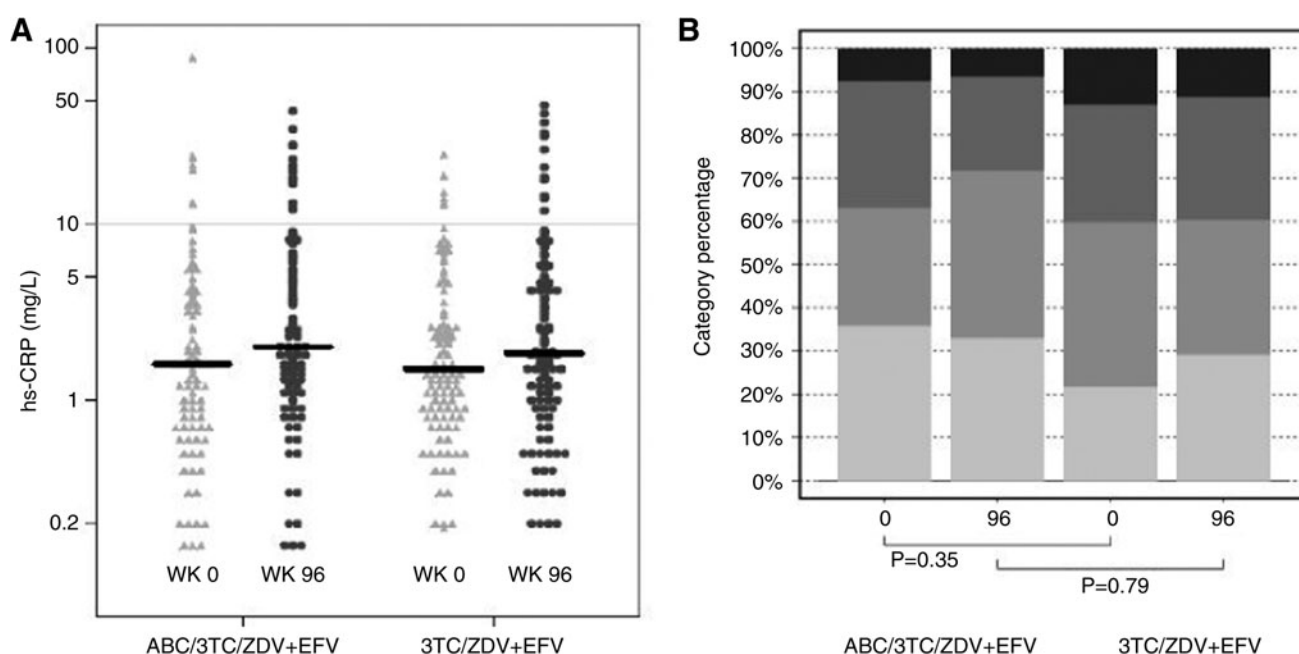 A
100
50
10
5
1
0.2
hs-CRP (mg/L)
WK 0
WK 96
WK 0
WK 96
ABC/3TC/ZDV+EFV
3TC/ZDV+EFV
B
100%
90%
80%
70%
60%
50%
40%
30%
20%
10%
0%
Category percentage
0
96
0
96
P=0.35
P=0.79
ABC/3TC/ZDV+EFV
3TC/ZDV+EFV